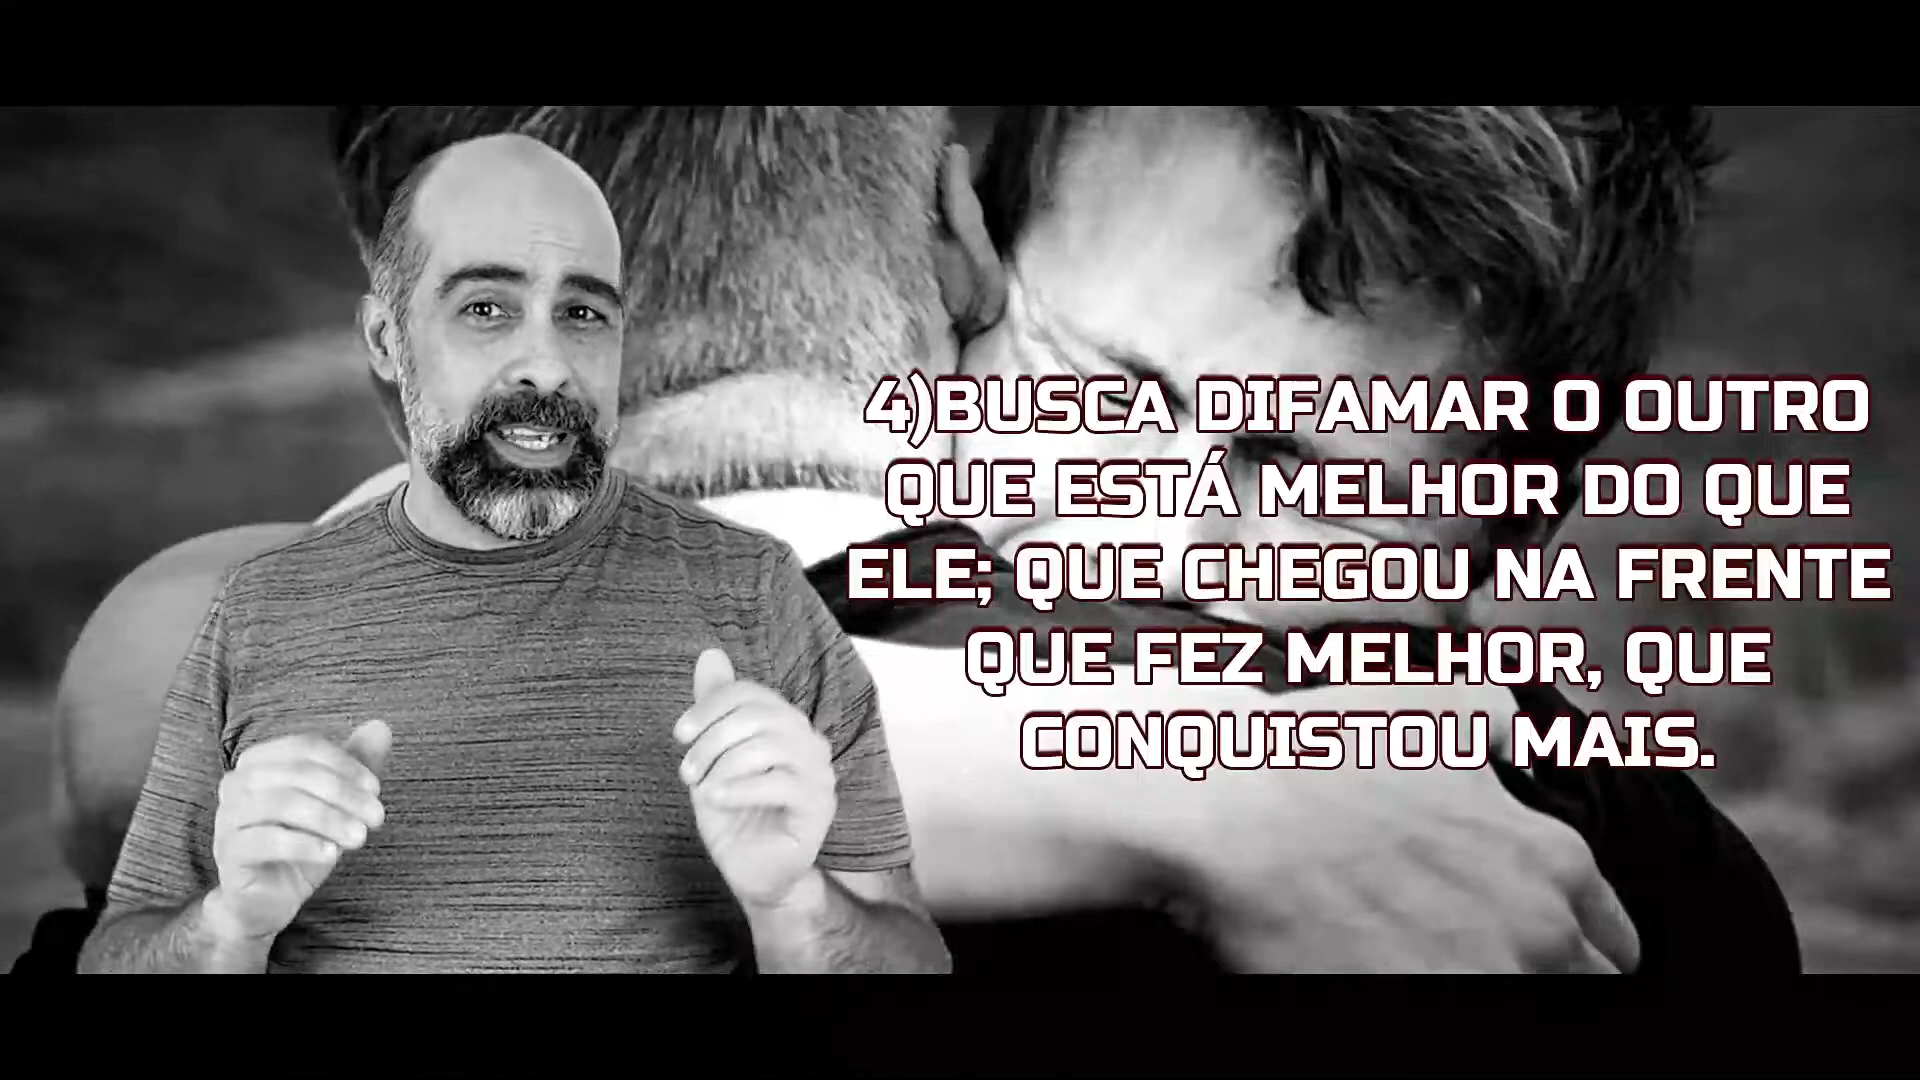 4)BUSCA DIFAMAR O OUTRO
QUE ESTÁ MELHOR DO QUE
ELE; QUE CHEGOU NA FRENTE
QUE FEZ MELHOR, QUE
CONQUISTOU MAIS.